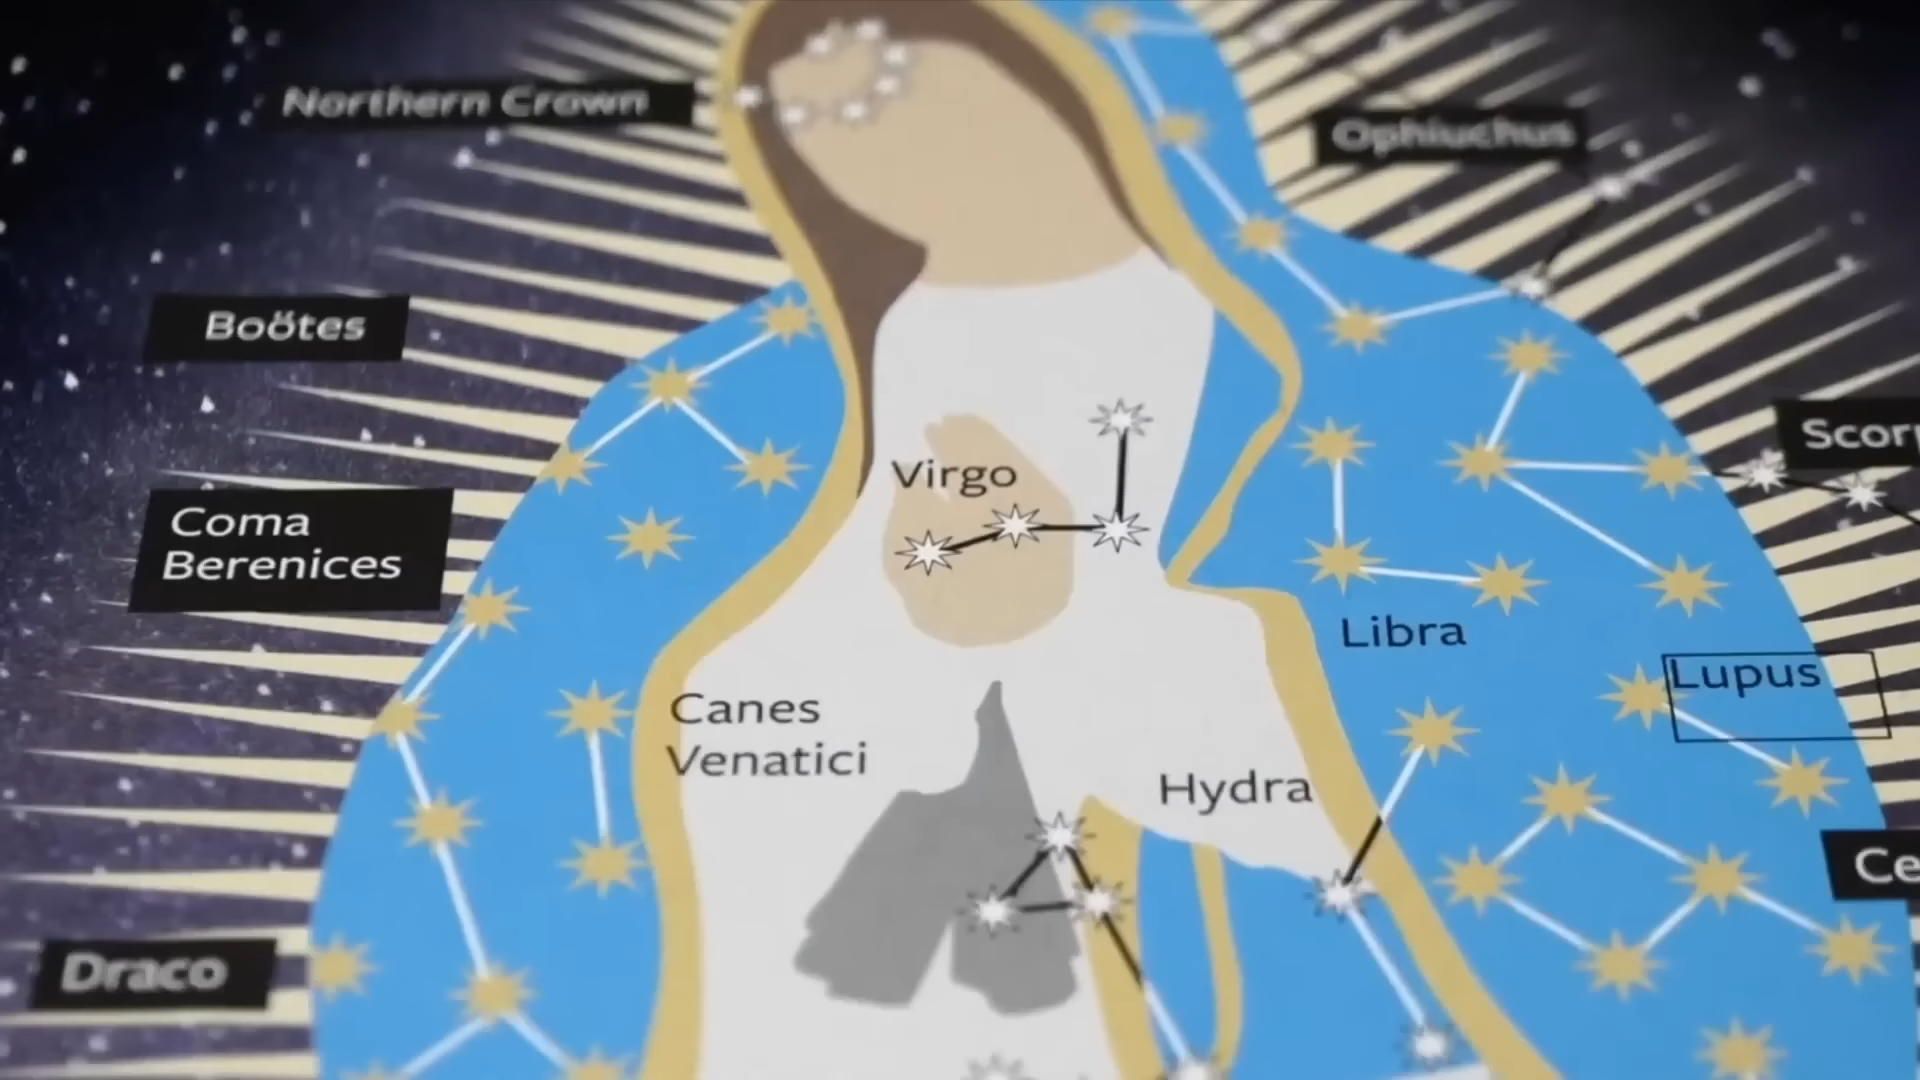 Northern Crown
Ophiuchus
Boötes
Virgo
Coma
Berenices
Libra
Lupus
Canes
Venatici
Hydra
Draco